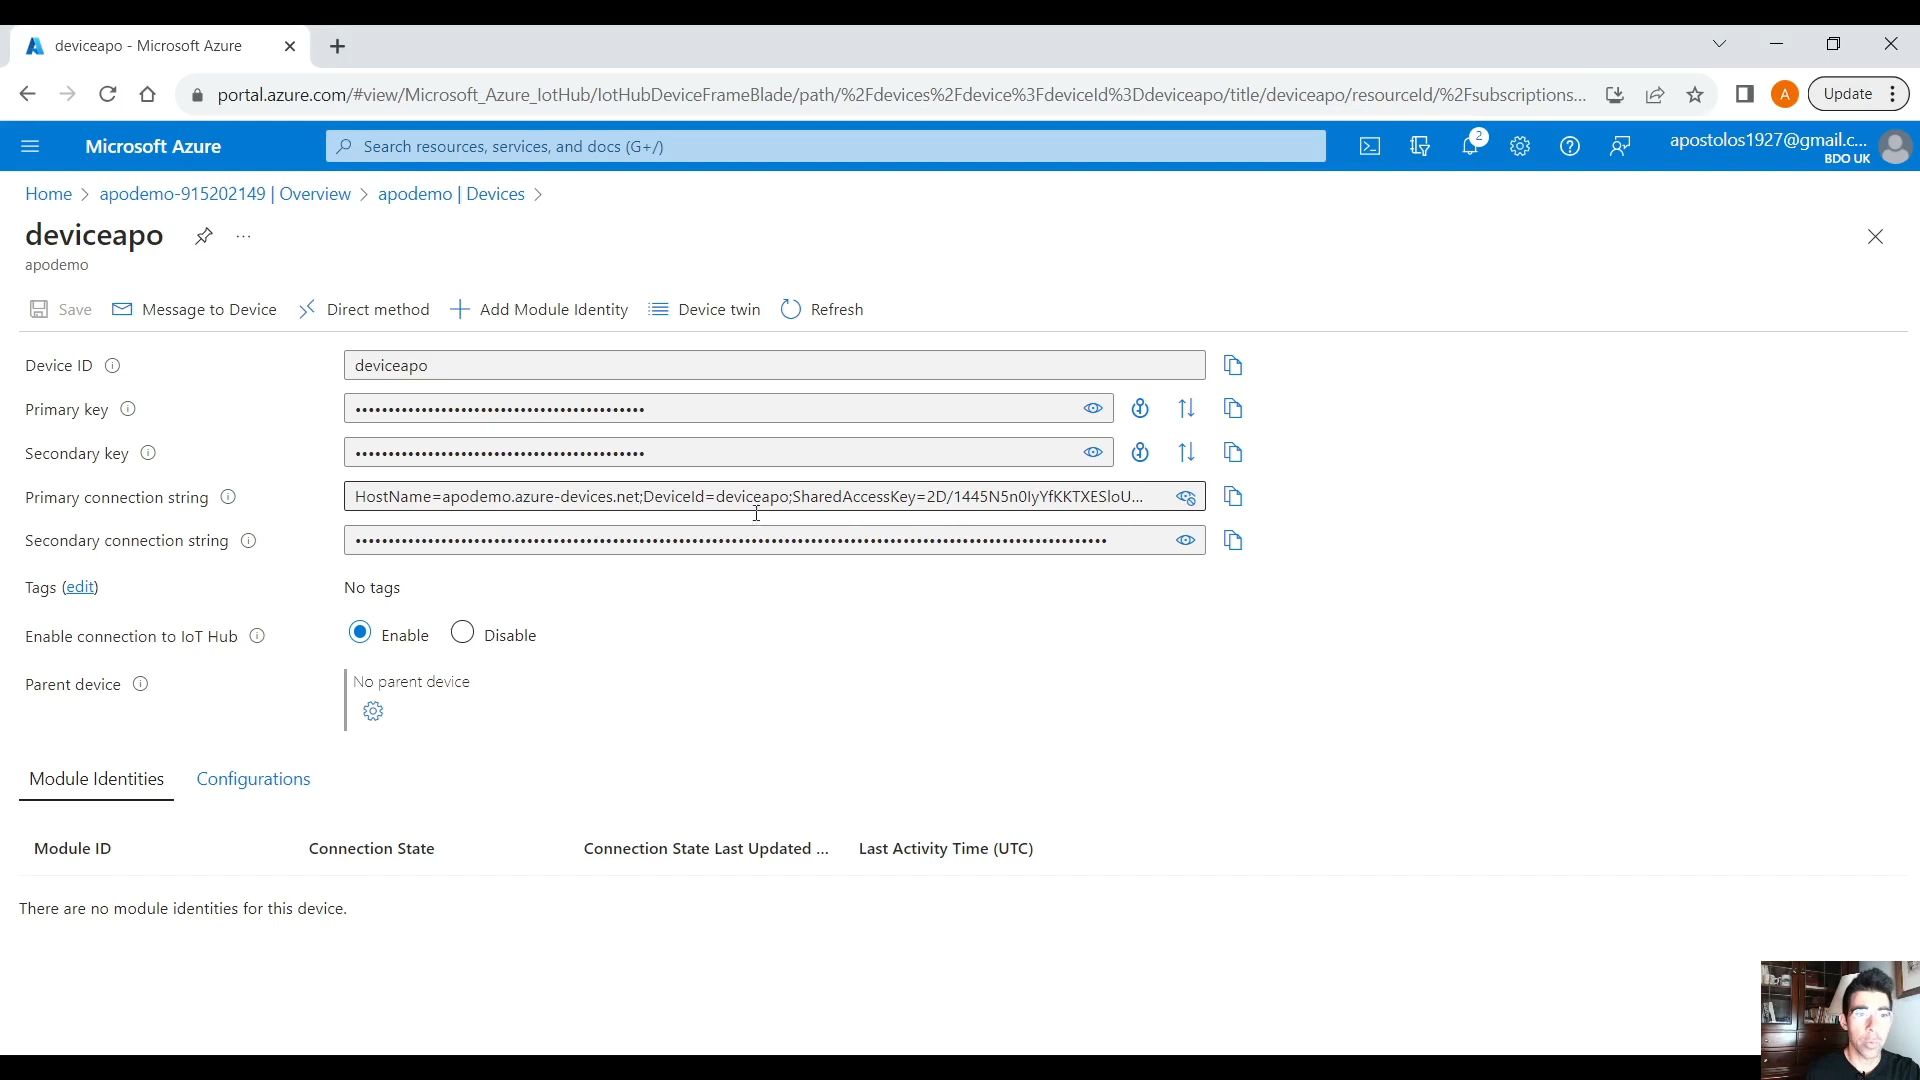 deviceapo - Microsoft Azure
portal.azure.com/#view/Microsoft_Azure_IotHub/IotHubDeviceFrameBlade/path/%2Fdevices%2Fdevice%3FdeviceId%3Ddeviceapo/title/deviceapo/resourceId/%2Fsubscriptions...
A
Update
Microsoft Azure
Search resources, services, and docs (G+/)
2
apostolos1927@gmail.c...
BDO UK
Home > apodemo-915202149 | Overview > apodemo | Devices >
deviceapo
...
apodemo
Save
Message to Device
Direct method
Add Module Identity
Device twin
Refresh
Device ID
deviceapo
Primary key
Secondary key
Primary connection string
HostName=apodemo.azure-devices.net;DeviceId=deviceapo;SharedAccessKey=2D/1445N5n0IyYfKKTXESloU...
Secondary connection string
Tags (edit)
No tags
Enable connection to IoT Hub
Enable
Disable
Parent device
No parent device
Module Identities
Configurations
Module ID
Connection State
Connection State Last Updated ...
Last Activity Time (UTC)
There are no module identities for this device.